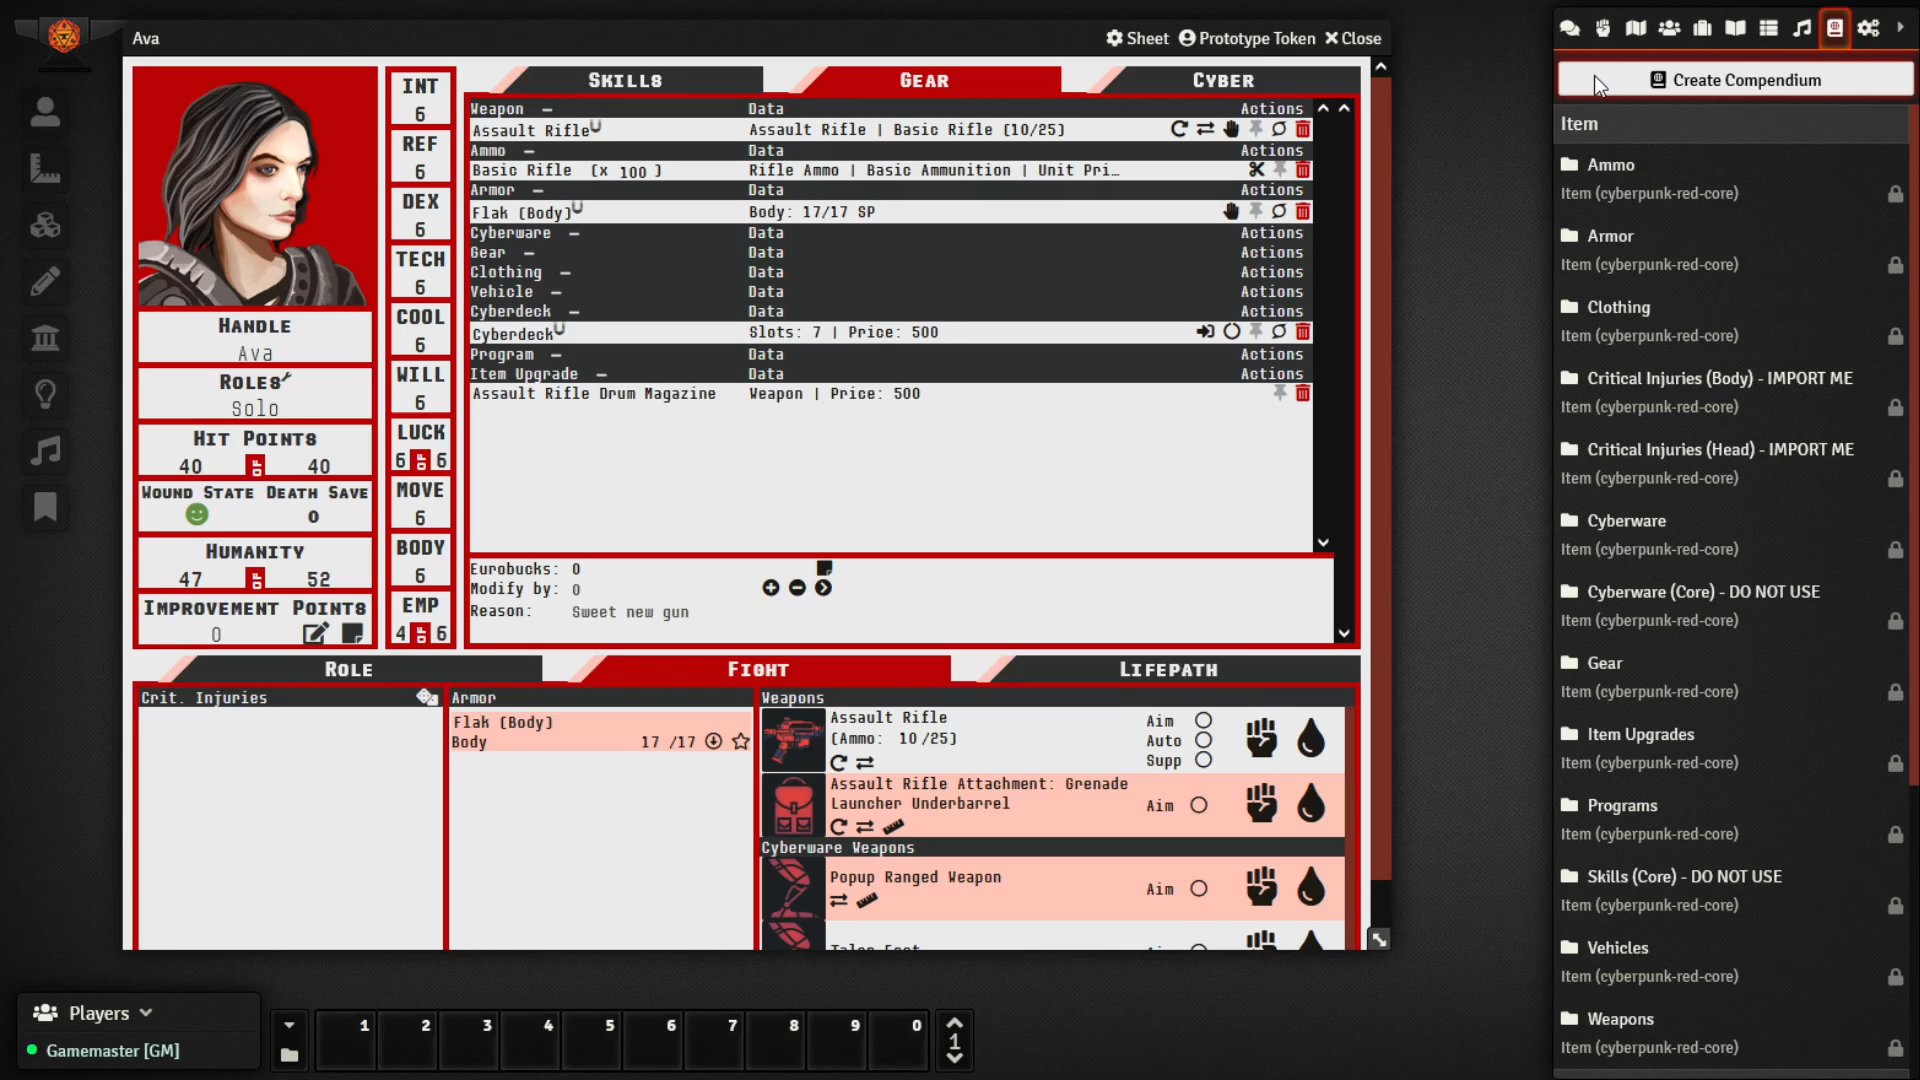 Ava
Sheet
Prototype Token
Close
INT
6
REF
6
DEX
6
TECH
6
COOL
6
WILL
6
LUCK
6 OF 6
MOVE
6
BODY
6
EMP
4 OF 6
Handle
Ava
Roles
Solo
Hit Points
40 OF 40
Wound State Death Save
0
Humanity
47 OF 52
Improvement Points
0
Skills
Gear
Cyber
Weapon – Data Actions
Assault Rifle Assault Rifle | Basic Rifle (10/25)
Ammo – Data Actions
Basic Rifle (x 100 ) Rifle Ammo | Basic Ammunition | Unit Pri…
Armor – Data Actions
Flak (Body) Body: 17/17 SP
Cyberware – Data Actions
Gear – Data Actions
Clothing – Data Actions
Vehicle – Data Actions
Cyberdeck – Data Actions
Cyberdeck Slots: 7 | Price: 500
Program – Data Actions
Item Upgrade – Data Actions
Assault Rifle Drum Magazine Weapon | Price: 500
Eurobucks: 0
Modify by: 0
Reason: Sweet new gun
Role
Fight
Lifepath
Crit. Injuries
Armor
Flak (Body)
Body 17 /17
Weapons
Assault Rifle
(Ammo: 10 /25)
Aim
Auto
Supp
Assault Rifle Attachment: Grenade
Launcher Underbarrel
Aim
Cyberware Weapons
Popup Ranged Weapon
Aim
Talon Foot
Players
Gamemaster [GM]
1 2 3 4 5 6 7 8 9 0
1
Create Compendium
Item
Ammo
Item (cyberpunk-red-core)
Armor
Item (cyberpunk-red-core)
Clothing
Item (cyberpunk-red-core)
Critical Injuries (Body) - IMPORT ME
Item (cyberpunk-red-core)
Critical Injuries (Head) - IMPORT ME
Item (cyberpunk-red-core)
Cyberware
Item (cyberpunk-red-core)
Cyberware (Core) - DO NOT USE
Item (cyberpunk-red-core)
Gear
Item (cyberpunk-red-core)
Item Upgrades
Item (cyberpunk-red-core)
Programs
Item (cyberpunk-red-core)
Skills (Core) - DO NOT USE
Item (cyberpunk-red-core)
Vehicles
Item (cyberpunk-red-core)
Weapons
Item (cyberpunk-red-core)